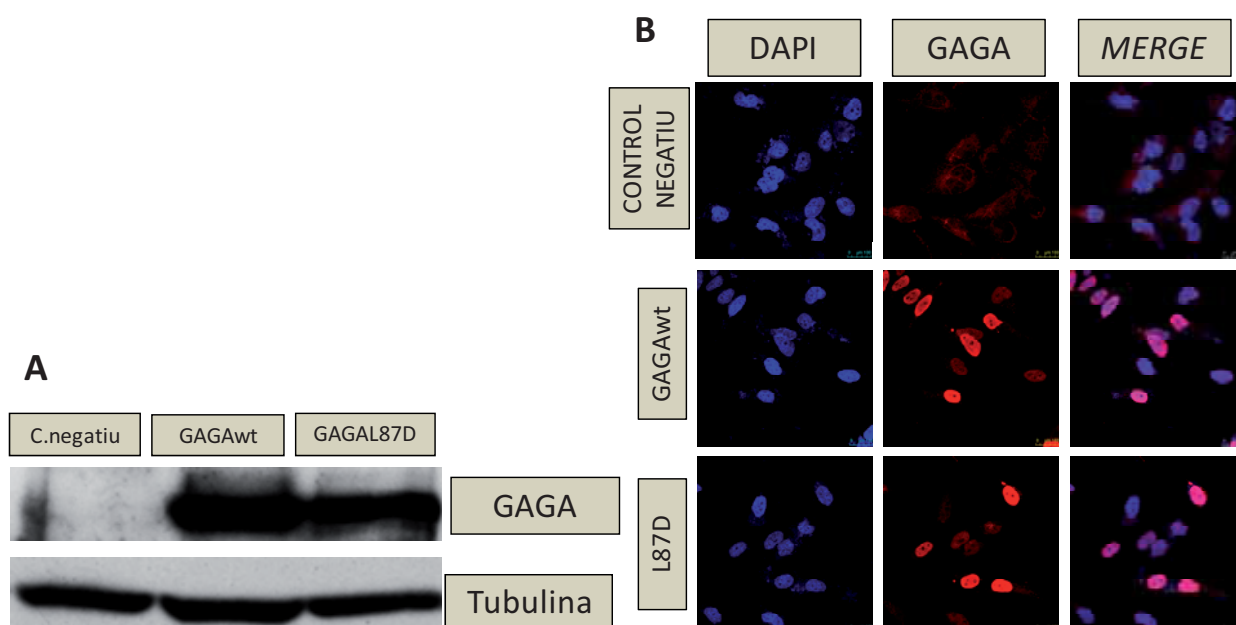 A
C.negatiu GAGAwt GAGAL87D
GAGA
Tubulina
B
DAPI GAGA MERGE
CONTROL
NEGATIU
GAGAwt
L87D